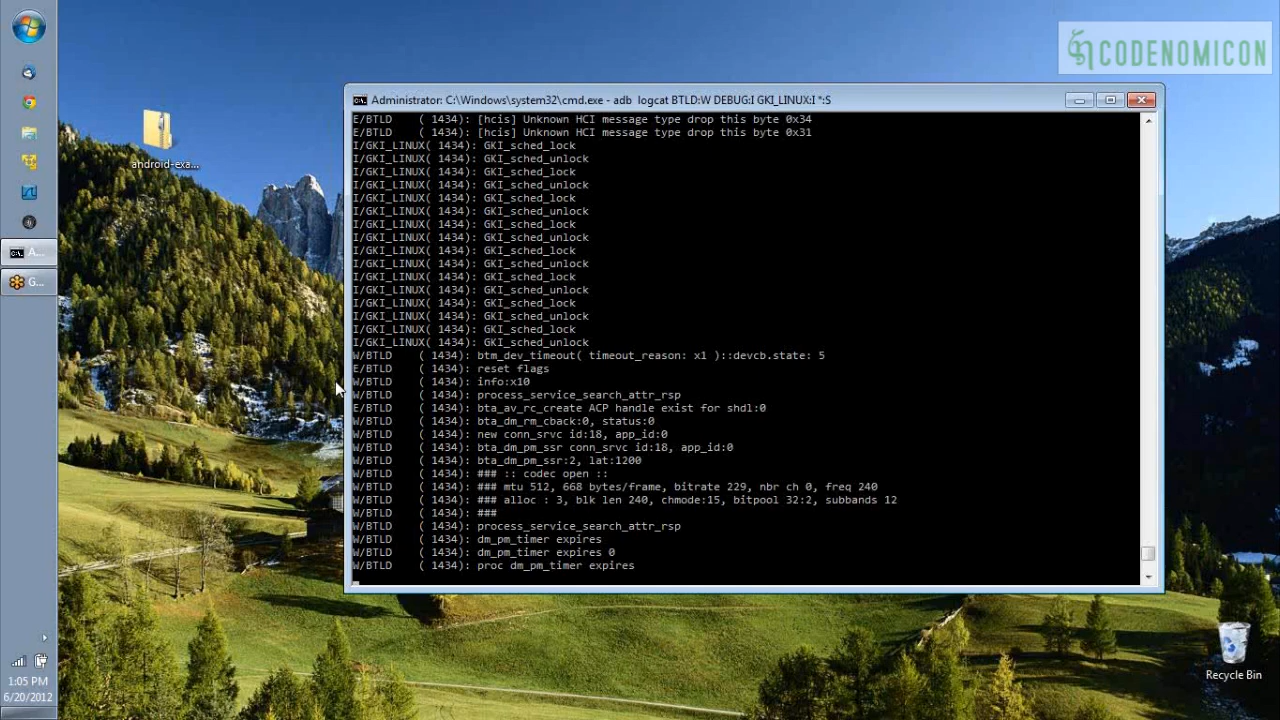 CODENOMICON
android-exa...
Administrator: C:\Windows\system32\cmd.exe - adb logcat BTLD:W DEBUG:I GKI_LINUX:I *:S
E/BTLD ( 1434): [hcis] Unknown HCI message type drop this byte 0x34
E/BTLD ( 1434): [hcis] Unknown HCI message type drop this byte 0x31
I/GKI_LINUX( 1434): GKI_sched_lock
I/GKI_LINUX( 1434): GKI_sched_unlock
I/GKI_LINUX( 1434): GKI_sched_lock
I/GKI_LINUX( 1434): GKI_sched_unlock
I/GKI_LINUX( 1434): GKI_sched_lock
I/GKI_LINUX( 1434): GKI_sched_unlock
I/GKI_LINUX( 1434): GKI_sched_lock
I/GKI_LINUX( 1434): GKI_sched_unlock
I/GKI_LINUX( 1434): GKI_sched_lock
I/GKI_LINUX( 1434): GKI_sched_unlock
I/GKI_LINUX( 1434): GKI_sched_lock
I/GKI_LINUX( 1434): GKI_sched_unlock
I/GKI_LINUX( 1434): GKI_sched_lock
I/GKI_LINUX( 1434): GKI_sched_unlock
I/GKI_LINUX( 1434): GKI_sched_lock
I/GKI_LINUX( 1434): GKI_sched_unlock
W/BTLD ( 1434): btm_dev_timeout( timeout_reason: x1 )::devcb.state: 5
E/BTLD ( 1434): reset flags
W/BTLD ( 1434): info:x10
W/BTLD ( 1434): process_service_search_attr_rsp
E/BTLD ( 1434): bta_av_rc_create ACP handle exist for shdl:0
W/BTLD ( 1434): bta_dm_rm_cback:0, status:0
W/BTLD ( 1434): new conn_srvc id:18, app_id:0
W/BTLD ( 1434): bta_dm_pm_ssr conn_srvc id:18, app_id:0
W/BTLD ( 1434): bta_dm_pm_ssr:2, lat:1200
W/BTLD ( 1434): ### :: codec open ::
W/BTLD ( 1434): ### mtu 512, 668 bytes/frame, bitrate 229, nbr ch 0, freq 240
W/BTLD ( 1434): ### alloc : 3, blk len 240, chmode:15, bitpool 32:2, subbands 12
W/BTLD ( 1434): ###
W/BTLD ( 1434): process_service_search_attr_rsp
W/BTLD ( 1434): dm_pm_timer expires
W/BTLD ( 1434): dm_pm_timer expires 0
W/BTLD ( 1434): proc dm_pm_timer expires
A...
G...
1:05 PM
6/20/2012
Recycle Bin